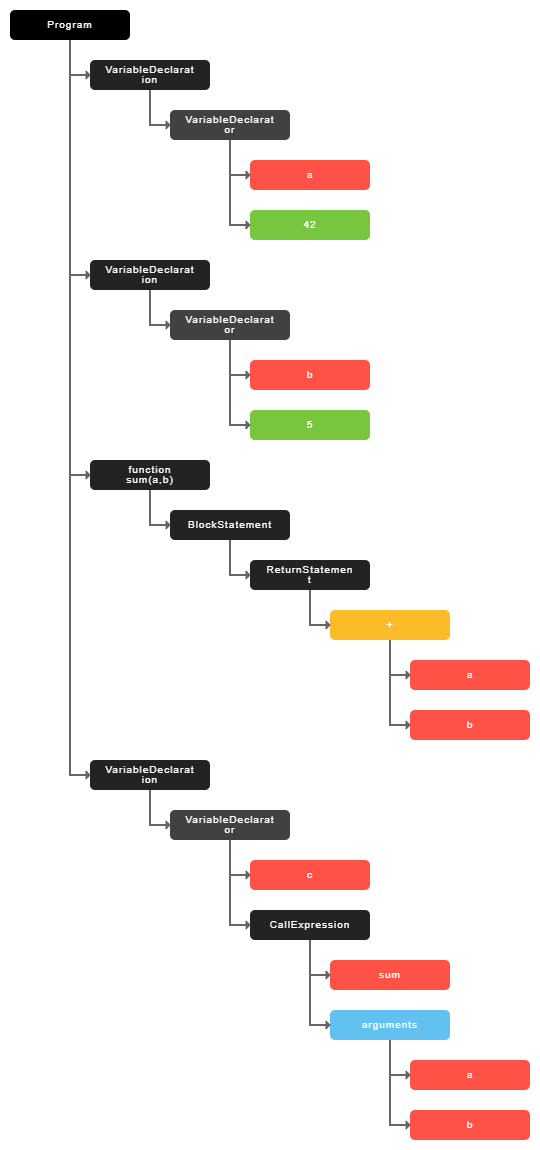 Program
VariableDeclarat
ion
VariableDeclarat
or
a
42
VariableDeclarat
ion
VariableDeclarat
or
b
5
function
sum(a,b)
BlockStatement
ReturnStatemen
t
+
a
b
VariableDeclarat
ion
VariableDeclarat
or
c
CallExpression
sum
arguments
a
b